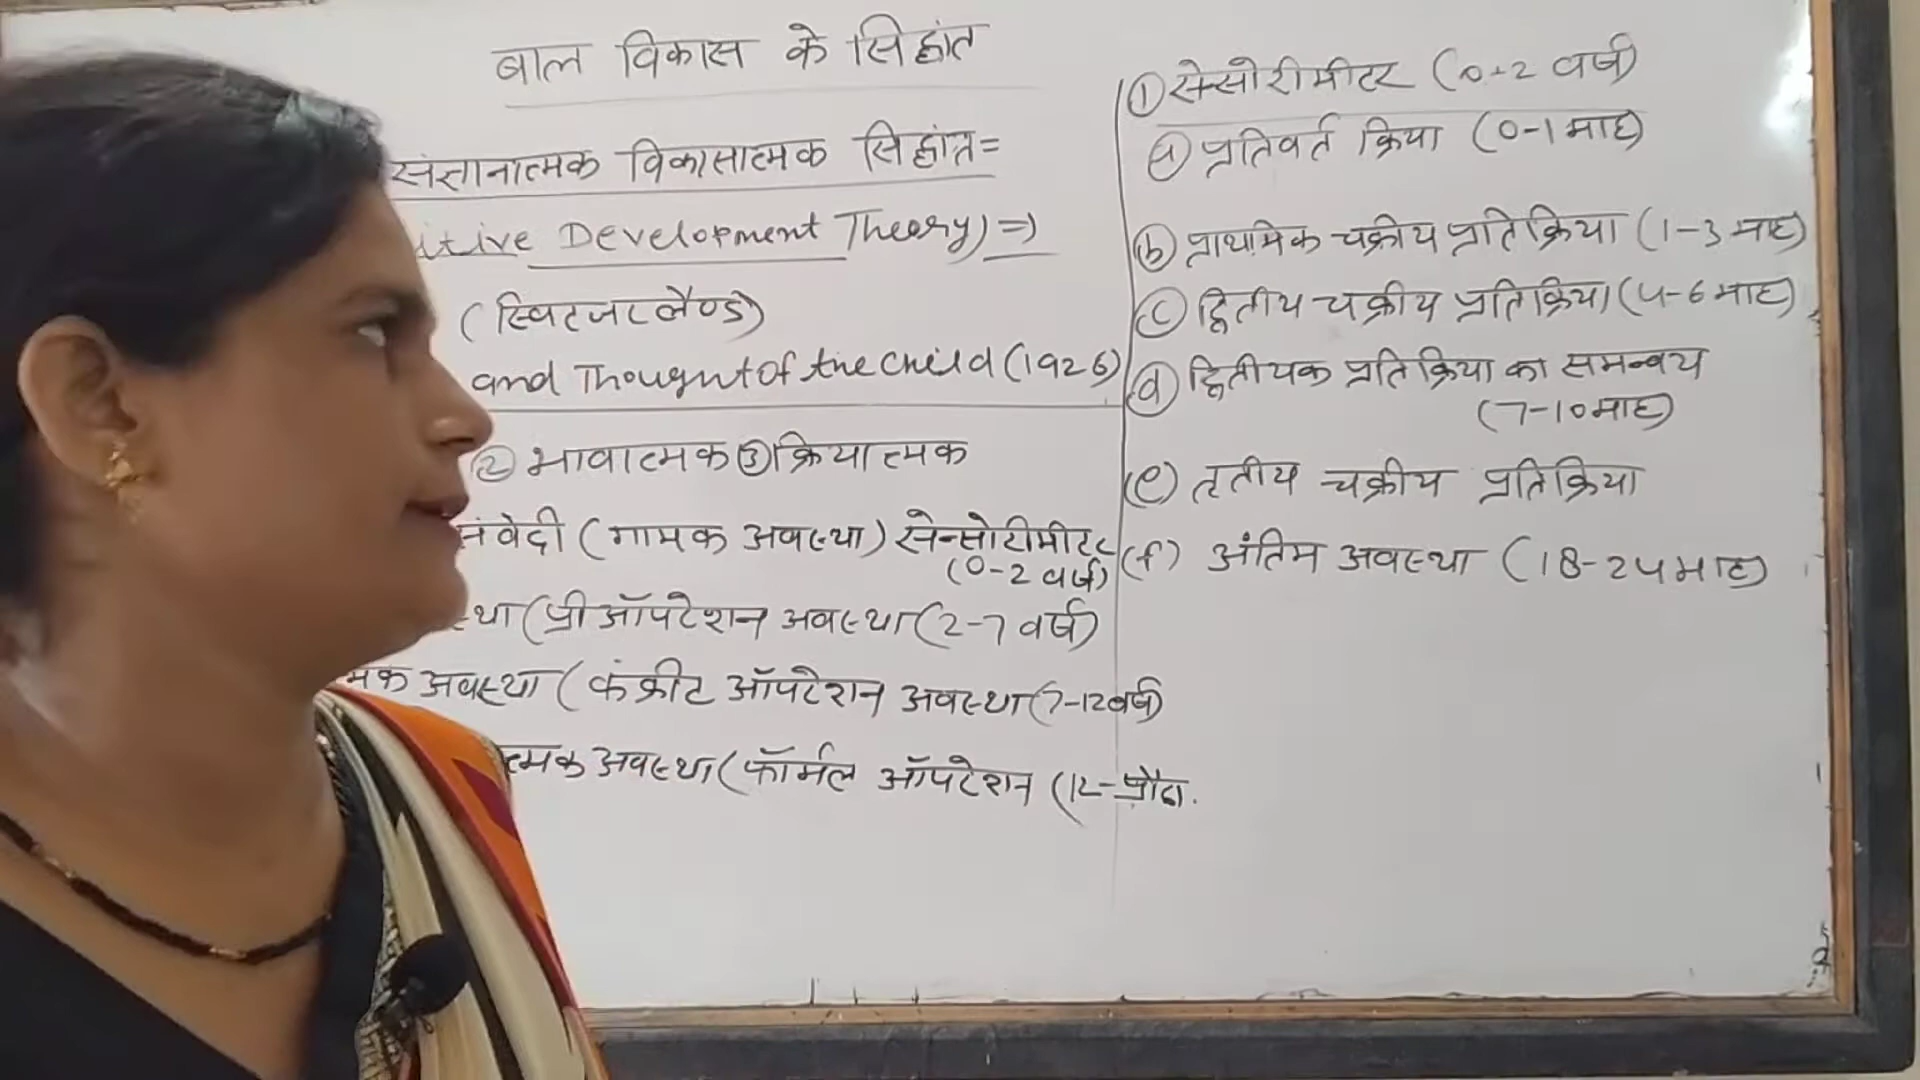 बाल विकास के सिद्धांत
संज्ञानात्मक विकासात्मक सिद्धांत=
itive Development Theory) =>
(स्विटजरलैण्ड)
and Thought Of the Child (1926)
② भावात्मक ③ क्रियात्मक
संवेदी (गामक अवस्था) सेन्सोरीमीटर
(0-2 वर्ष)
स्था (प्री ऑपरेशन अवस्था (2-7 वर्ष)
मक अवस्था (कंक्रीट ऑपरेशन अवस्था (7-12 वर्ष)
त्मक अवस्था (फॉर्मल ऑपरेशन (12-प्रौढ़.
① सेन्सोरीमीटर (0-2 वर्ष)
ⓐ प्रतिवर्त क्रिया (0-1 माह)
ⓑ प्राथमिक चक्रीय प्रतिक्रिया (1-3 माह)
ⓒ द्वितीय चक्रीय प्रतिक्रिया (4-6 माह)
ⓓ द्वितीयक प्रतिक्रिया का समन्वय
(7-10 माह)
(e) तृतीय चक्रीय प्रतिक्रिया
(f) अंतिम अवस्था (18-24 माह)